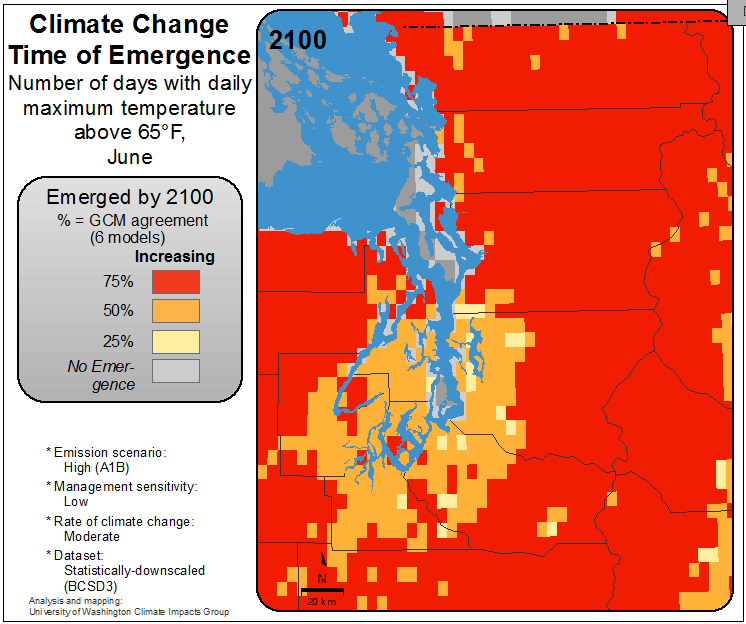 Climate Change
Time of Emergence
Number of days with daily
maximum temperature
above 65°F,
June
Emerged by 2100
% = GCM agreement
(6 models)
Increasing
75%
50%
25%
No Emer-
gence
* Emission scenario:
High (A1B)
* Management sensitivity:
Low
* Rate of climate change:
Moderate
* Dataset:
Statistically-downscaled
(BCSD3)
Analysis and mapping:
University of Washington Climate Impacts Group
2100
N
20 km